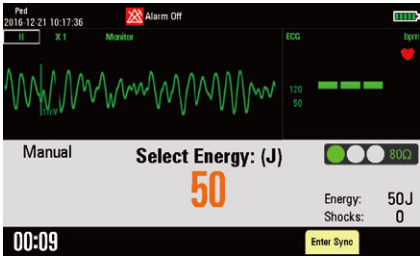 Ped
2016-12-21 10:17:36
Alarm Off
II X 1 Monitor
ECG bpm
120
50
1mV
Manual
Select Energy: (J)
80Ω
50
Energy: 50J
Shocks: 0
00:09
Enter Sync